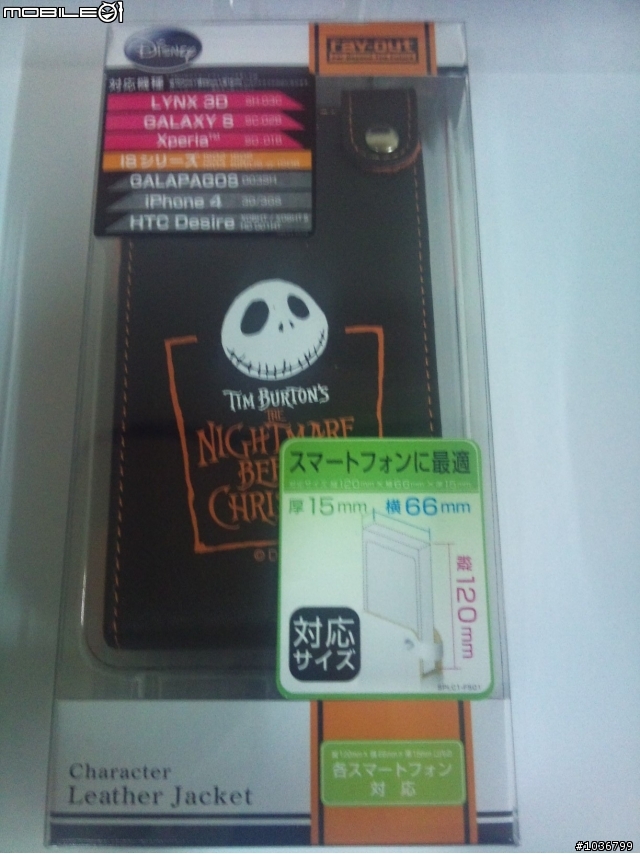 MOBILE01
Disney
ray-out
対応機種
LYNX 3D
GALAXY S
Xperia™
ISシリーズ
GALAPAGOS
iPhone 4
HTC Desire
TIM BURTON'S
THE
NIGHTMARE
スマートフォンに最適
厚15mm 横66mm
縦120mm
対応
サイズ
各スマートフォン
対応
Character
Leather Jacket
#1036799